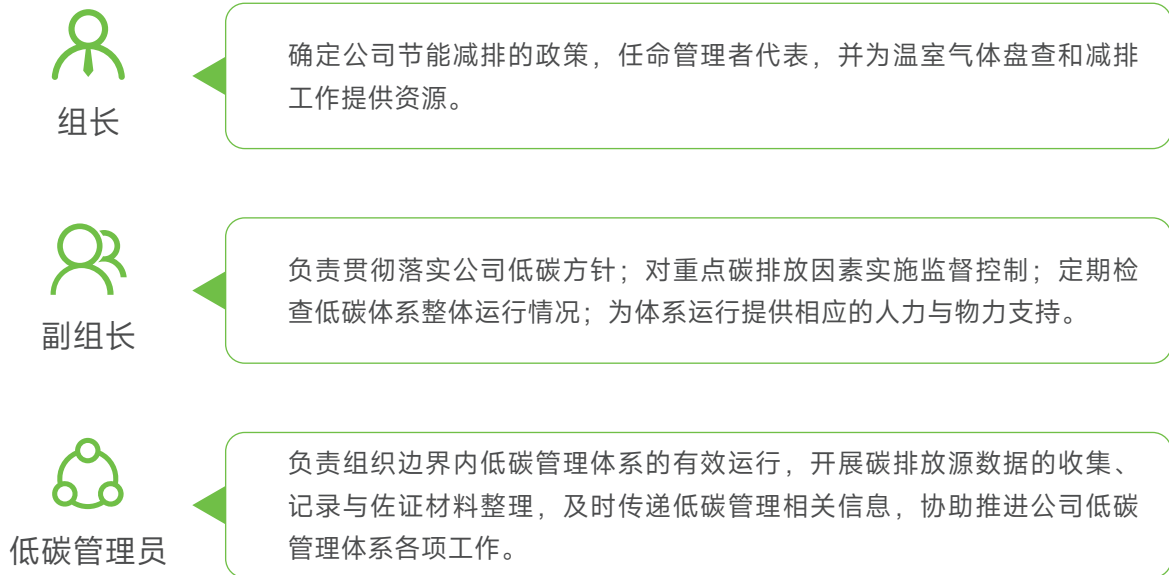 组长
确定公司节能减排的政策，任命管理者代表，并为温室气体盘查和减排
工作提供资源。
副组长
负责贯彻落实公司低碳方针；对重点碳排放因素实施监督控制；定期检
查低碳体系整体运行情况；为体系运行提供相应的人力与物力支持。
低碳管理员
负责组织边界内低碳管理体系的有效运行，开展碳排放源数据的收集、
记录与佐证材料整理，及时传递低碳管理相关信息，协助推进公司低碳
管理体系各项工作。